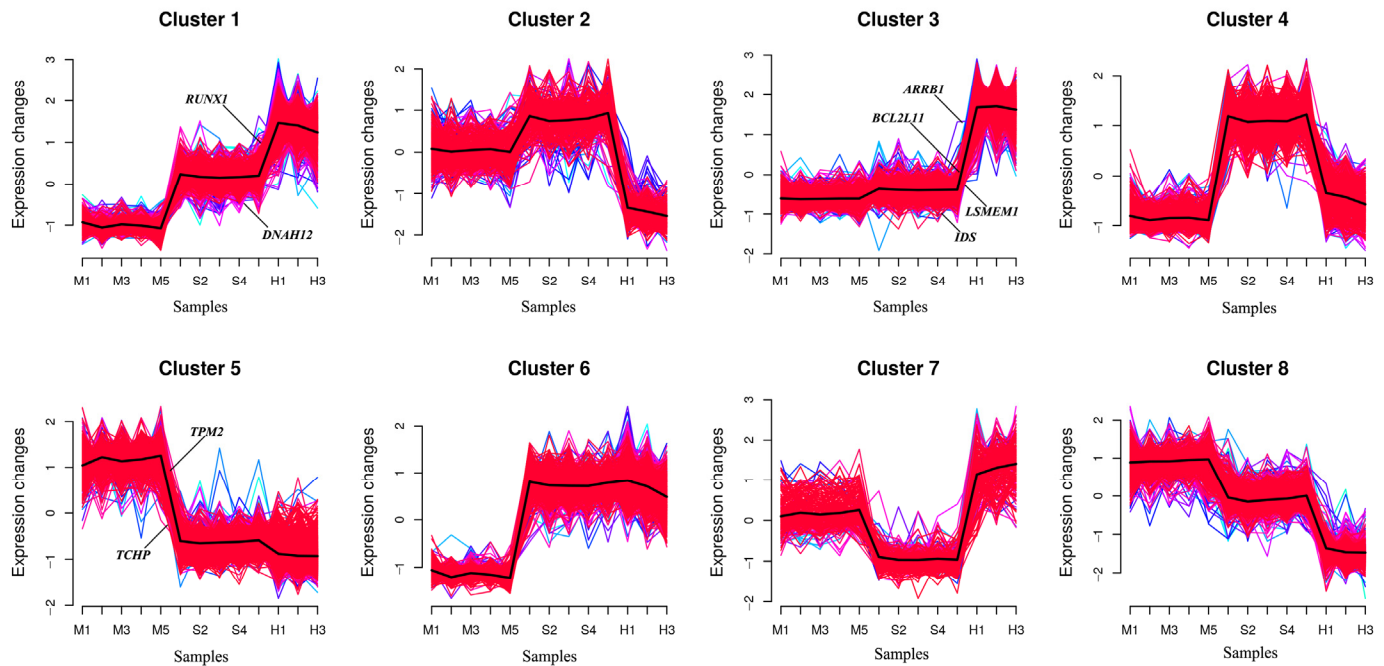 Cluster 1
Expression changes
3
2
1
0
−1
RUNX1
DNAH12
M1 M3 M5 S2 S4 H1 H3
Samples
Cluster 2
Expression changes
2
1
0
−1
−2
M1 M3 M5 S2 S4 H1 H3
Samples
Cluster 3
Expression changes
3
2
1
0
−1
−2
ARRB1
BCL2L11
LSMEM1
IDS
M1 M3 M5 S2 S4 H1 H3
Samples
Cluster 4
Expression changes
2
1
0
−1
M1 M3 M5 S2 S4 H1 H3
Samples
Cluster 5
Expression changes
2
1
0
−1
−2
TPM2
TCHP
M1 M3 M5 S2 S4 H1 H3
Samples
Cluster 6
Expression changes
2
1
0
−1
M1 M3 M5 S2 S4 H1 H3
Samples
Cluster 7
Expression changes
3
2
1
0
−1
−2
M1 M3 M5 S2 S4 H1 H3
Samples
Cluster 8
Expression changes
2
1
0
−1
−2
M1 M3 M5 S2 S4 H1 H3
Samples